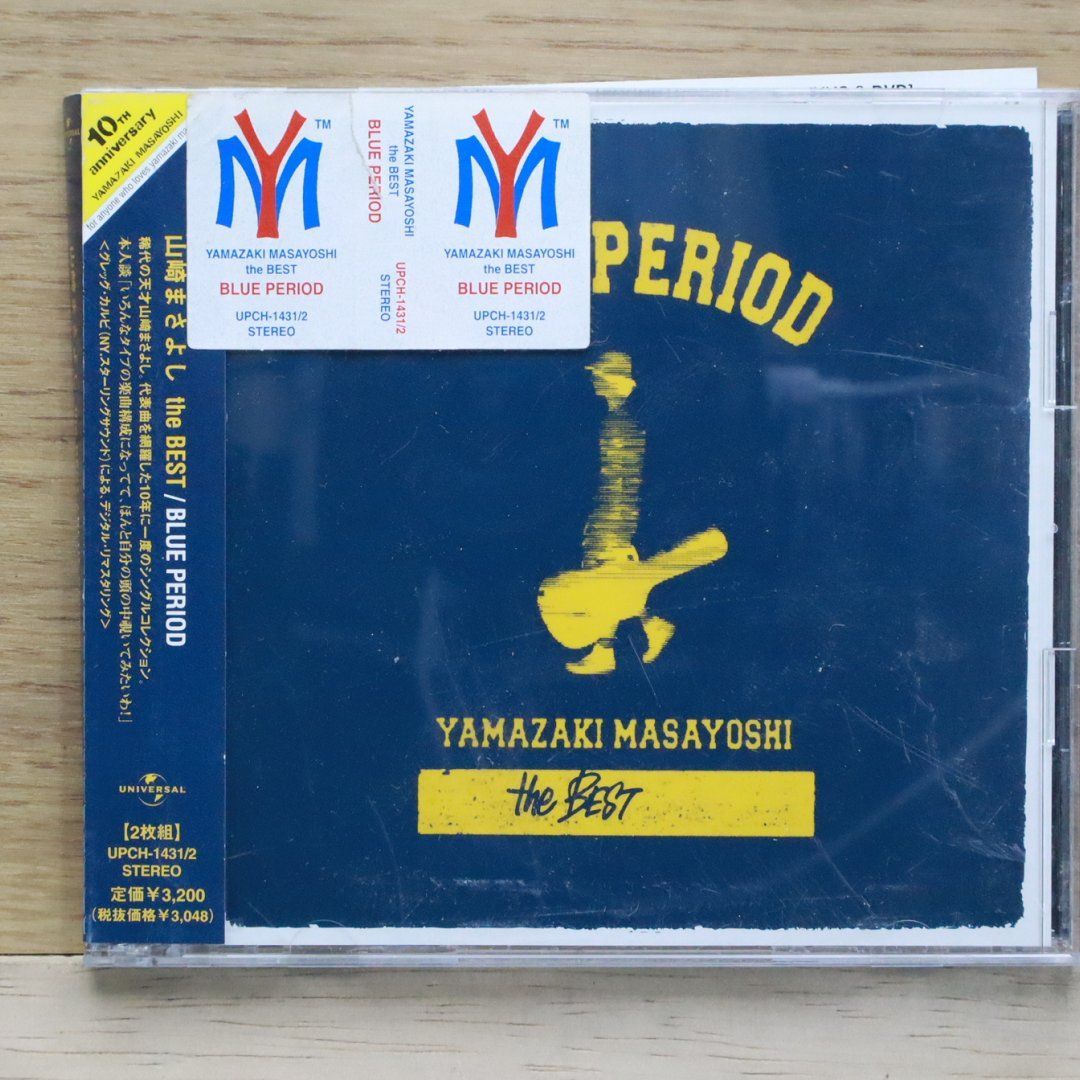 10TH
anniversary
YAMAZAKI MASAYOSHI
for anyone who loves yamazaki ma
山崎まさよし the BEST / BLUE PERIOD
稀代の天才山崎まさよし。代表曲を網羅した10年に一度のシングルコレクション。
本人談「いろんなタイプの楽曲構成になってて、ほんと自分の頭の中覗いてみたいわ！」
＜グレッグ・カルビ（NY.スターリングサウンド）による、デジタル・リマスタリング＞
UNIVERSAL
【2枚組】
UPCH-1431/2
STEREO
定価￥3,200
（税抜価格￥3,048）
YM TM
YAMAZAKI MASAYOSHI
the BEST
BLUE PERIOD
UPCH-1431/2
STEREO
YAMAZAKI MASAYOSHI
the BEST
BLUE PERIOD
UPCH-1431/2
STEREO
YM TM
YAMAZAKI MASAYOSHI
the BEST
BLUE PERIOD
UPCH-1431/2
STEREO
PERIOD
YAMAZAKI MASAYOSHI
the BEST